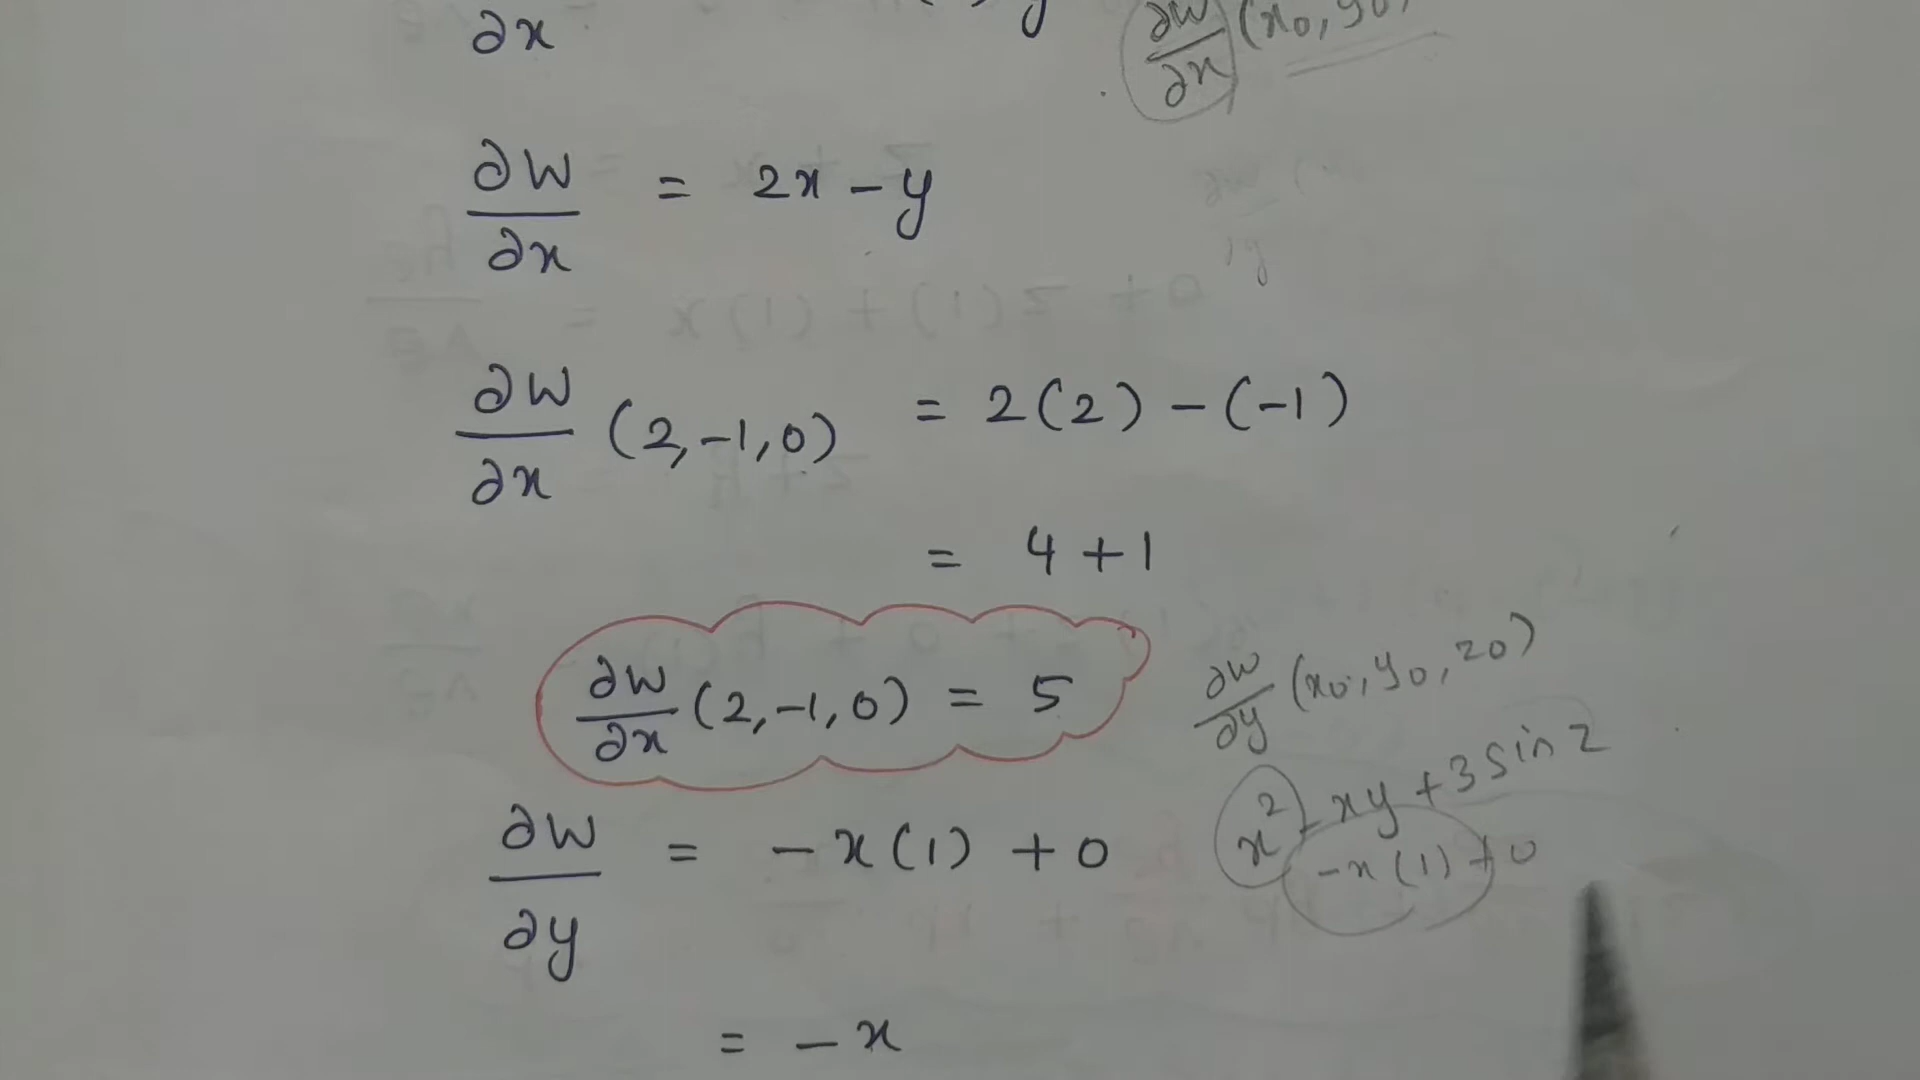 ∂x
y
∂w/∂x (x0, y0,
∂w/∂x = 2x - y
∂w/∂x (2,-1,0) = 2(2) - (-1)
= 4+1
∂w/∂x (2,-1,0) = 5
∂w/∂y (x0, y0, z0)
x² - xy + 3 sin z
-x(1)+0
∂w/∂y = -x(1) + 0
= -x